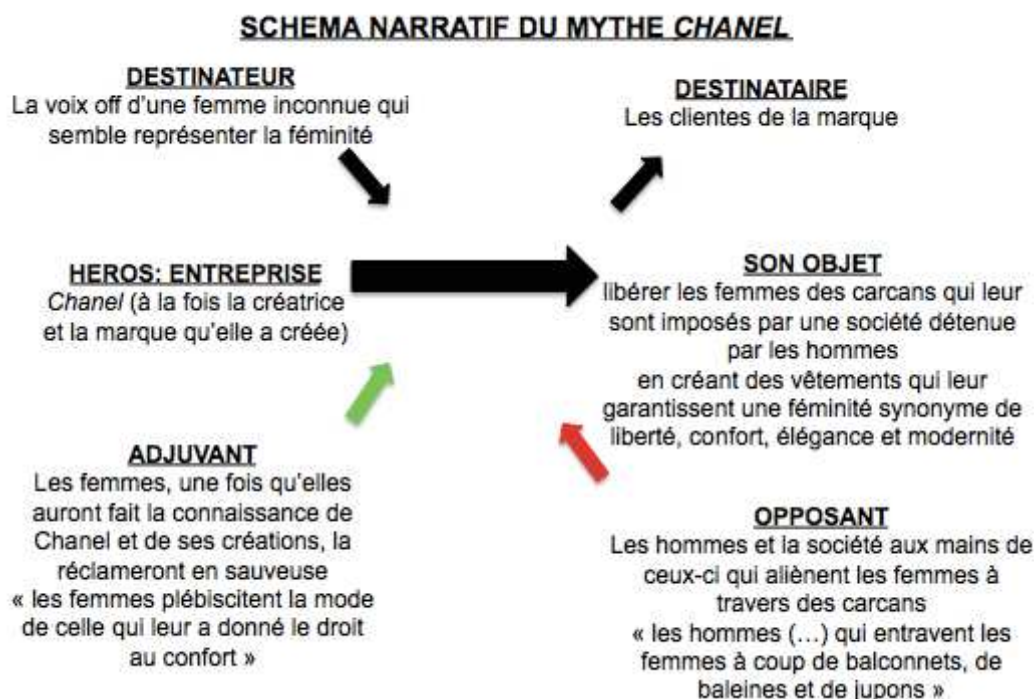 SCHEMA NARRATIF DU MYTHE CHANEL
DESTINATEUR
La voix off d'une femme inconnue qui
semble représenter la féminité
DESTINATAIRE
Les clientes de la marque
HEROS: ENTREPRISE
Chanel (à la fois la créatrice
et la marque qu'elle a créée)
SON OBJET
libérer les femmes des carcans qui leur
sont imposés par une société détenue
par les hommes
en créant des vêtements qui leur
garantissent une féminité synonyme de
liberté, confort, élégance et modernité
ADJUVANT
Les femmes, une fois qu'elles
auront fait la connaissance de
Chanel et de ses créations, la
réclameront en sauveuse
« les femmes plébiscitent la mode
de celle qui leur a donné le droit
au confort »
OPPOSANT
Les hommes et la société aux mains de
ceux-ci qui aliènent les femmes à
travers des carcans
« les hommes (…) qui entravent les
femmes à coup de balconnets, de
baleines et de jupons »